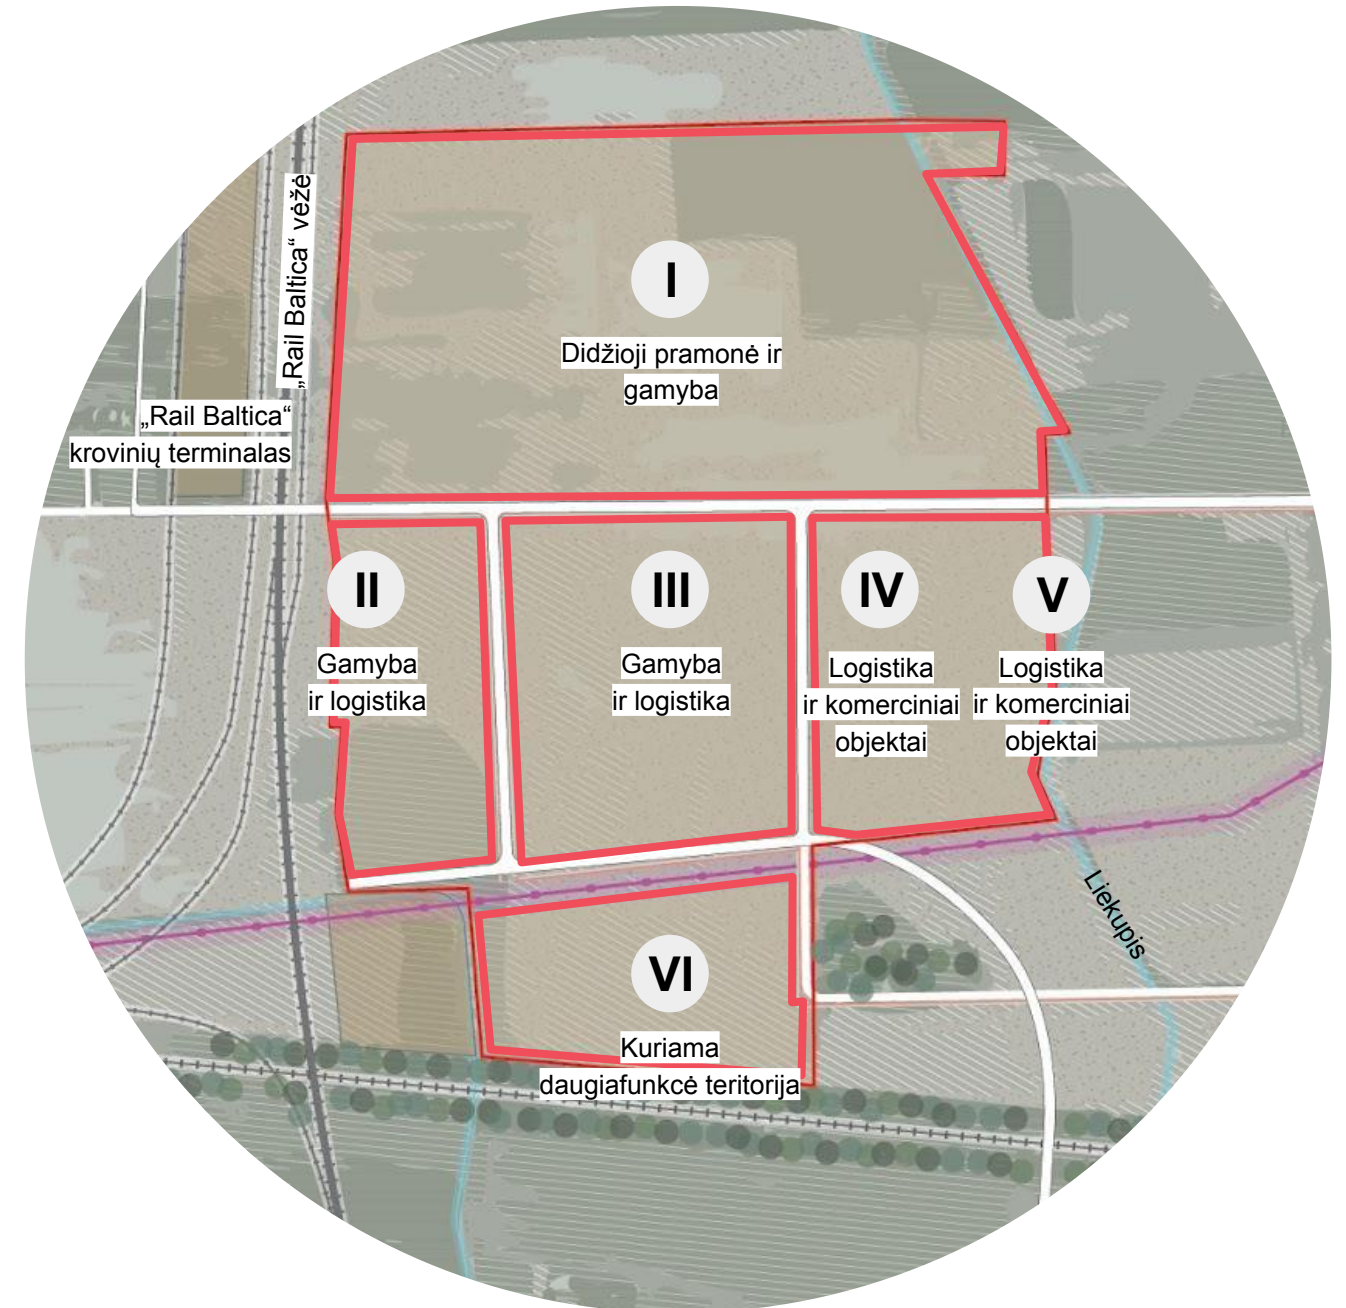 I
Didžioji pramonė ir
gamyba
„Rail Baltica“ vėžė
„Rail Baltica“
krovinių terminalas
II
Gamyba
ir logistika
III
Gamyba
ir logistika
IV
Logistika
ir komerciniai
objektai
V
Logistika
ir komerciniai
objektai
Liekupis
VI
Kuriama
daugiafunkcė teritorija